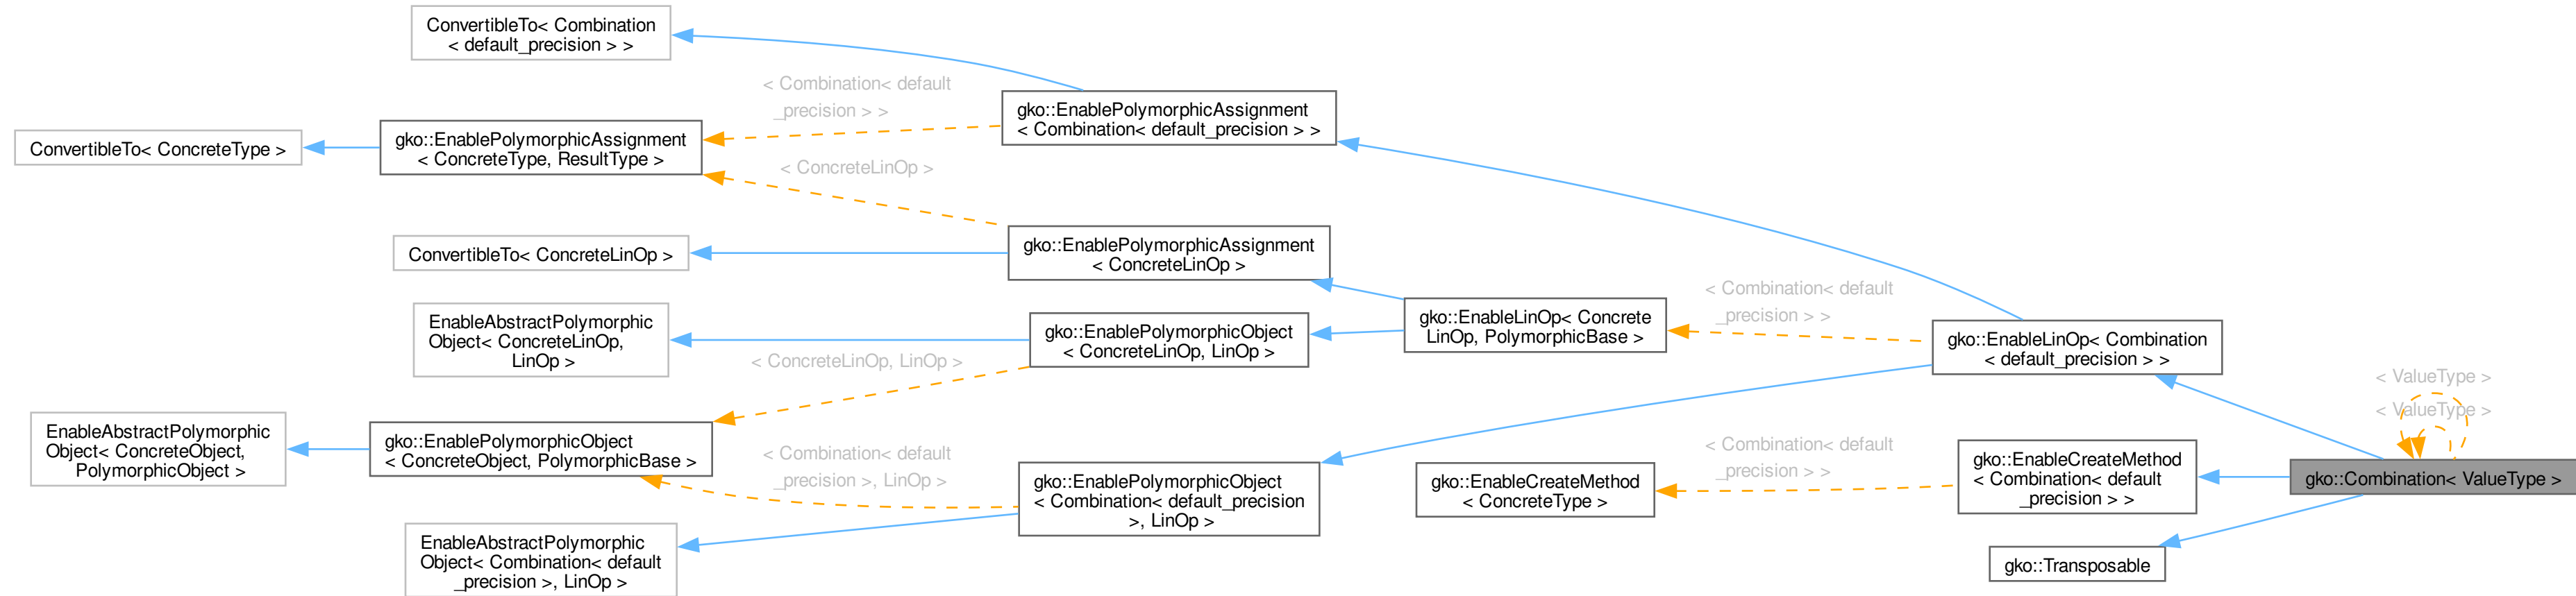 ConvertibleTo< Combination
< default_precision > >
< Combination< default
_precision > >
gko::EnablePolymorphicAssignment
< Combination< default_precision > >
ConvertibleTo< ConcreteType >
gko::EnablePolymorphicAssignment
< ConcreteType, ResultType >
< ConcreteLinOp >
ConvertibleTo< ConcreteLinOp >
gko::EnablePolymorphicAssignment
< ConcreteLinOp >
EnableAbstractPolymorphic
Object< ConcreteLinOp,
LinOp >
gko::EnablePolymorphicObject
< ConcreteLinOp, LinOp >
gko::EnableLinOp< Concrete
LinOp, PolymorphicBase >
< Combination< default
_precision > >
gko::EnableLinOp< Combination
< default_precision > >
< ConcreteLinOp, LinOp >
< ValueType >
< ValueType >
EnableAbstractPolymorphic
Object< ConcreteObject,
PolymorphicObject >
gko::EnablePolymorphicObject
< ConcreteObject, PolymorphicBase >
< Combination< default
_precision >, LinOp >
gko::EnablePolymorphicObject
< Combination< default_precision
>, LinOp >
gko::EnableCreateMethod
< ConcreteType >
< Combination< default
_precision > >
gko::EnableCreateMethod
< Combination< default
_precision > >
gko::Combination< ValueType >
EnableAbstractPolymorphic
Object< Combination< default
_precision >, LinOp >
gko::Transposable